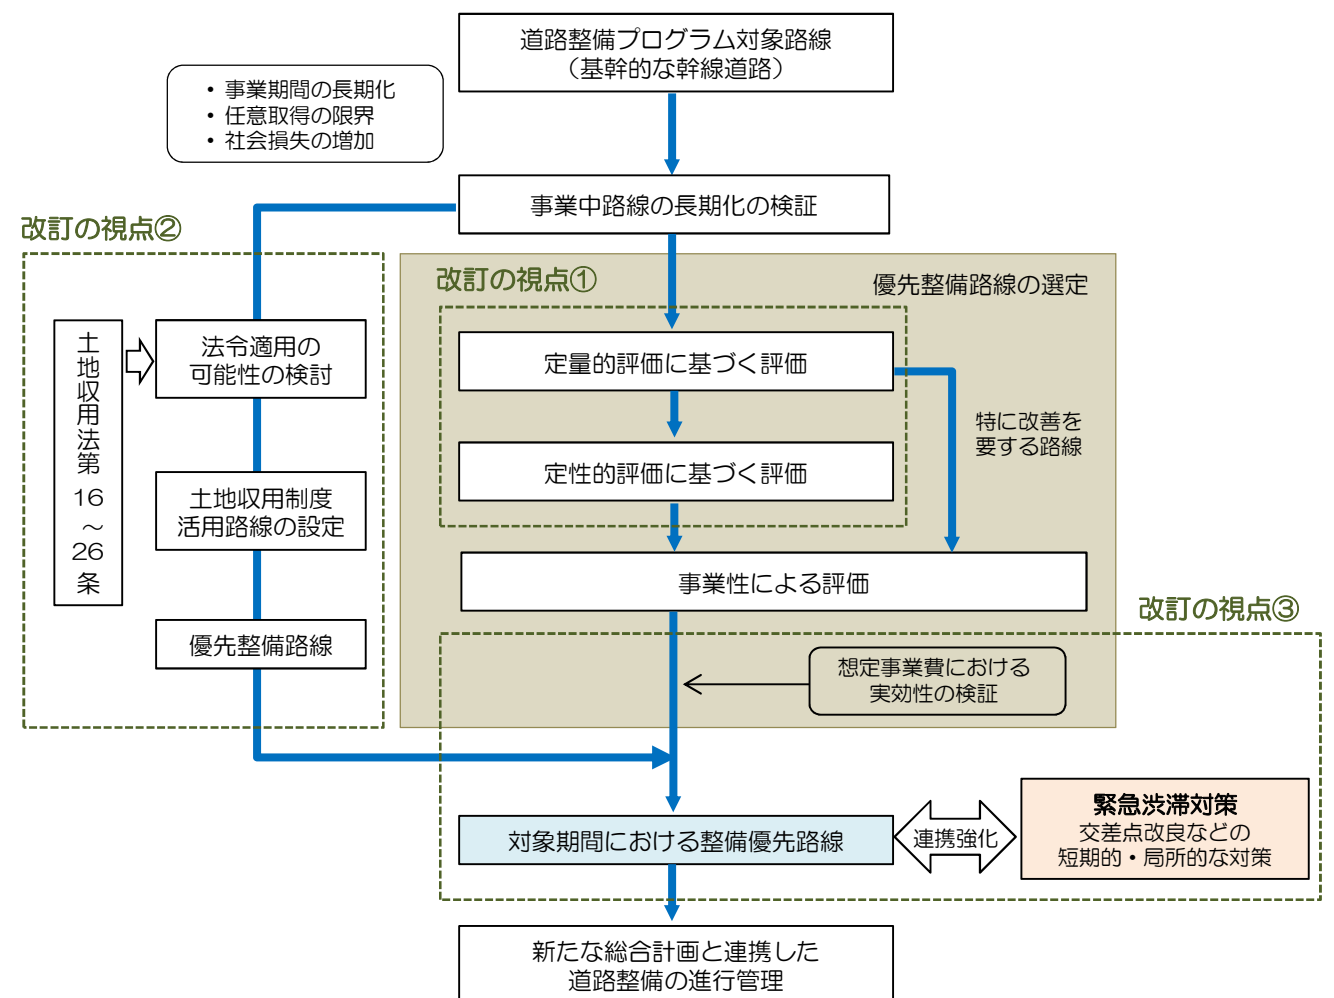 道路整備プログラム対象路線
（基幹的な幹線道路）
・事業期間の長期化
・任意取得の限界
・社会損失の増加
事業中路線の長期化の検証
改訂の視点②
改訂の視点①
優先整備路線の選定
土地収用法第16～26条
法令適用の
可能性の検討
定量的評価に基づく評価
特に改善を
要する路線
定性的評価に基づく評価
土地収用制度
活用路線の設定
事業性による評価
改訂の視点③
優先整備路線
想定事業費における
実効性の検証
対象期間における整備優先路線
連携強化
緊急渋滞対策
交差点改良などの
短期的・局所的な対策
新たな総合計画と連携した
道路整備の進行管理